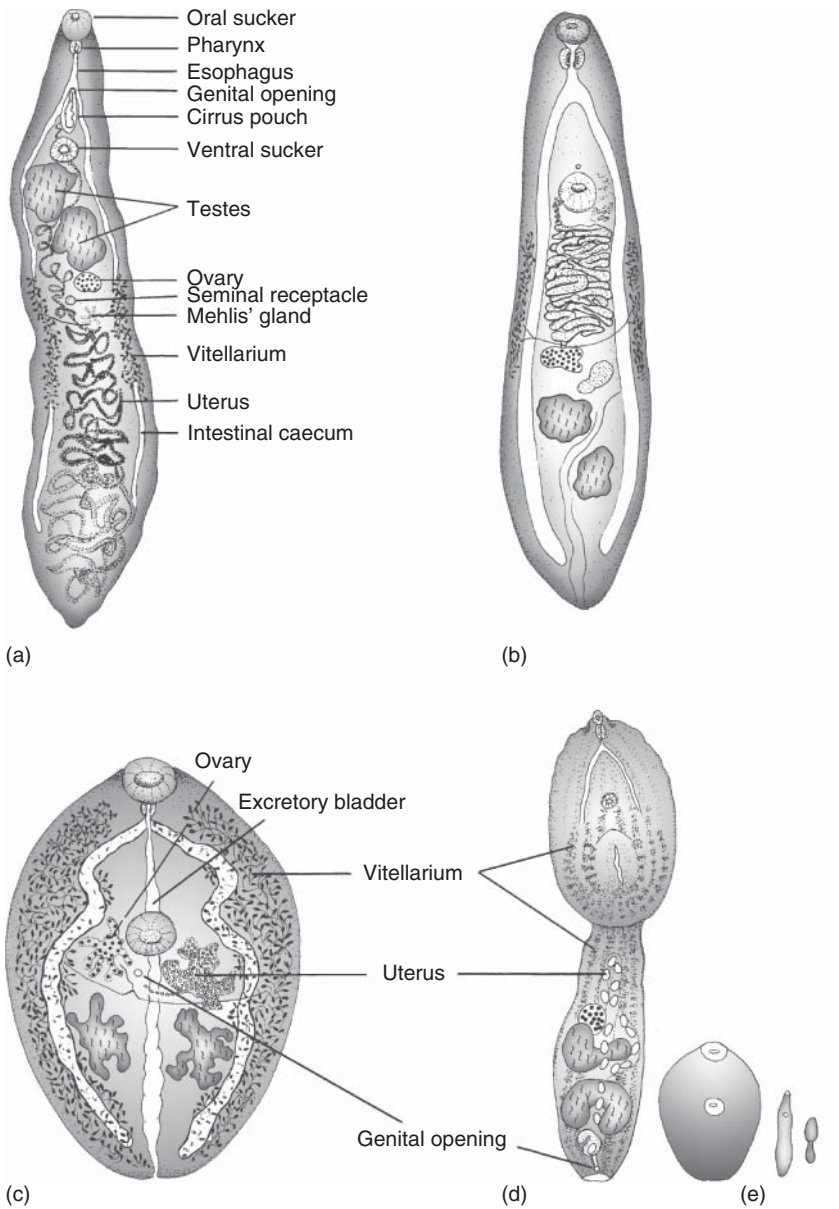 Oral sucker
Pharynx
Esophagus
Genital opening
Cirrus pouch
Ventral sucker
Testes
Ovary
Seminal receptacle
Mehlis' gland
Vitellarium
Uterus
Intestinal caecum
(a)
(b)
Ovary
Excretory bladder
Vitellarium
Uterus
Genital opening
(c)
(d)
(e)